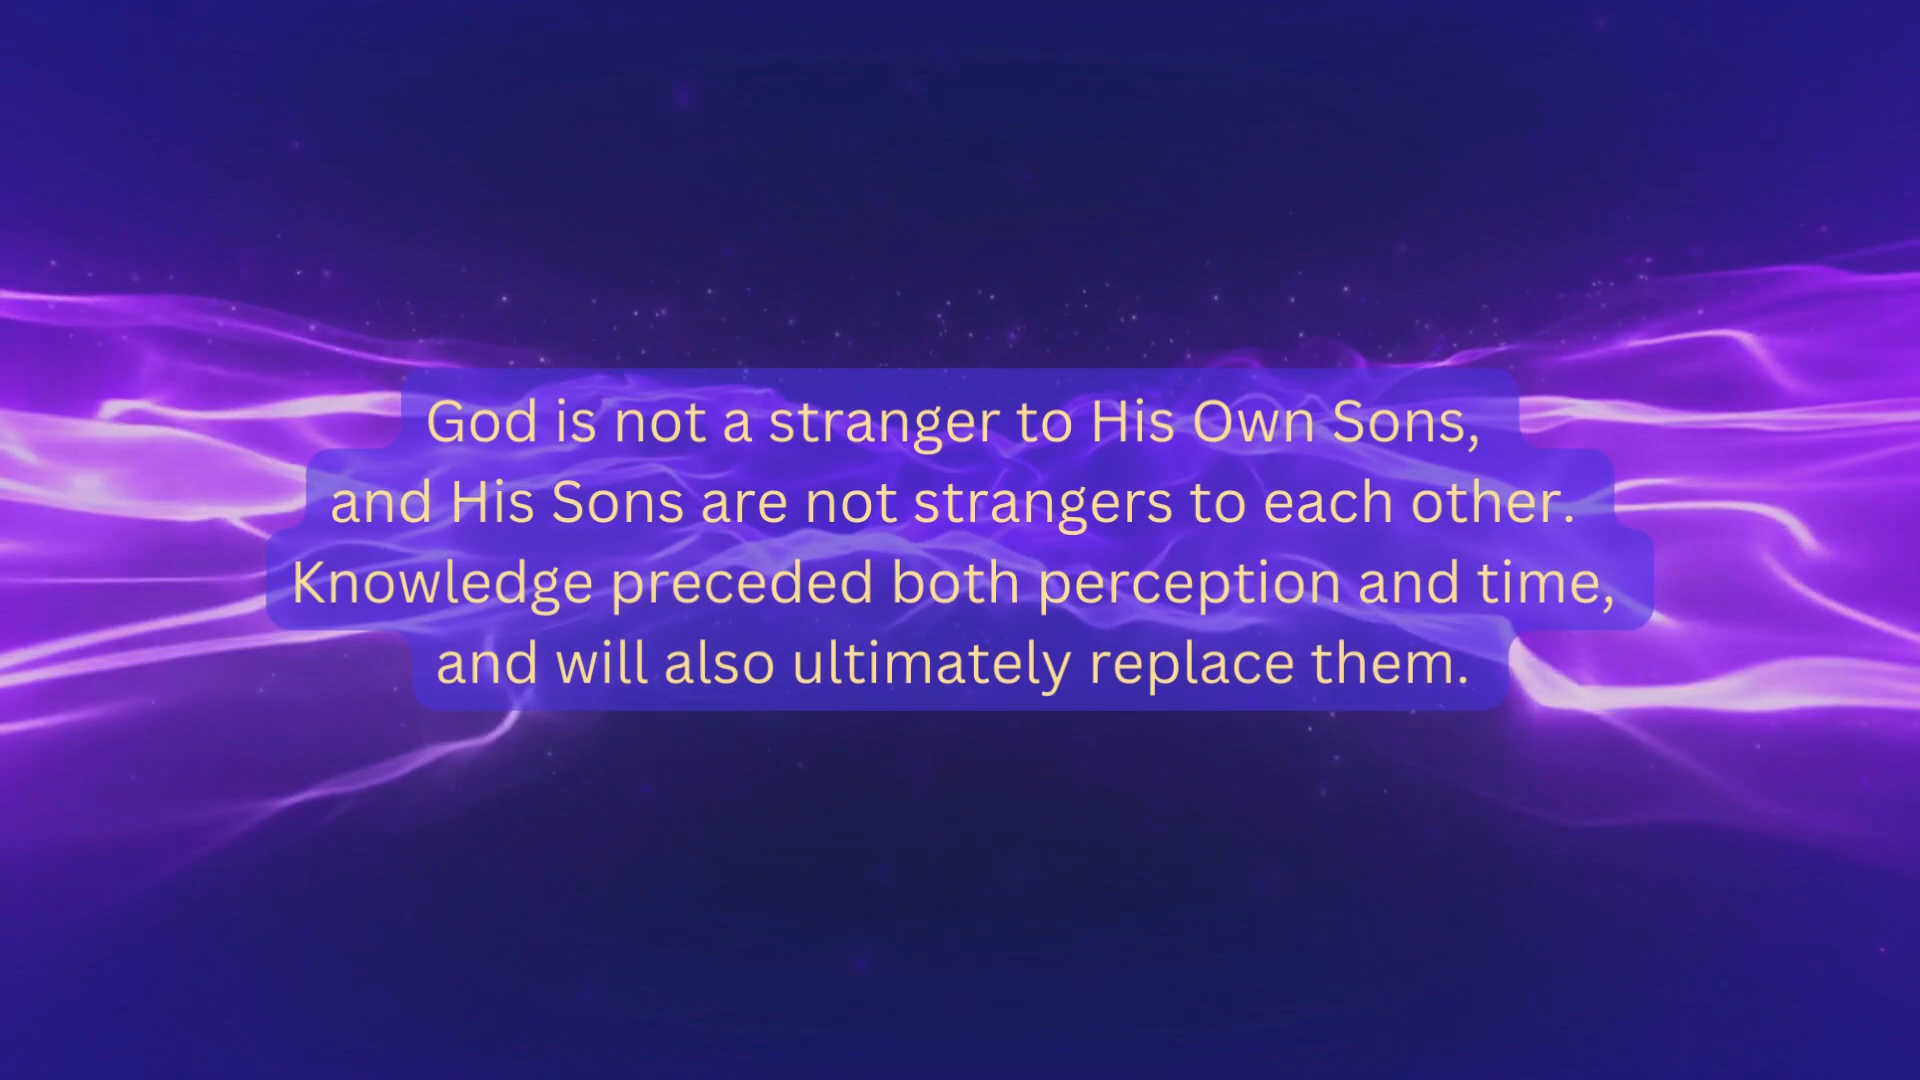 God is not a stranger to His Own Sons,
and His Sons are not strangers to each other.
Knowledge preceded both perception and time,
and will also ultimately replace them.